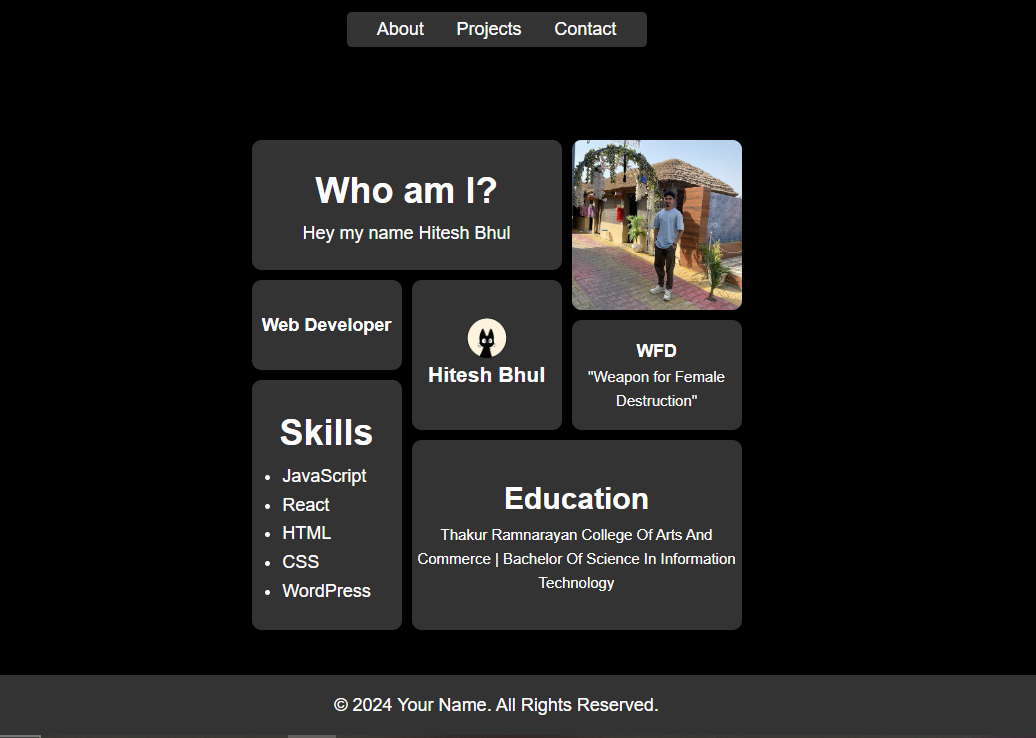 About Projects Contact
Who am I?
Hey my name Hitesh Bhul
Web Developer
Hitesh Bhul
WFD
"Weapon for Female
Destruction"
Skills
• JavaScript
• React
• HTML
• CSS
• WordPress
Education
Thakur Ramnarayan College Of Arts And
Commerce | Bachelor Of Science In Information
Technology
© 2024 Your Name. All Rights Reserved.